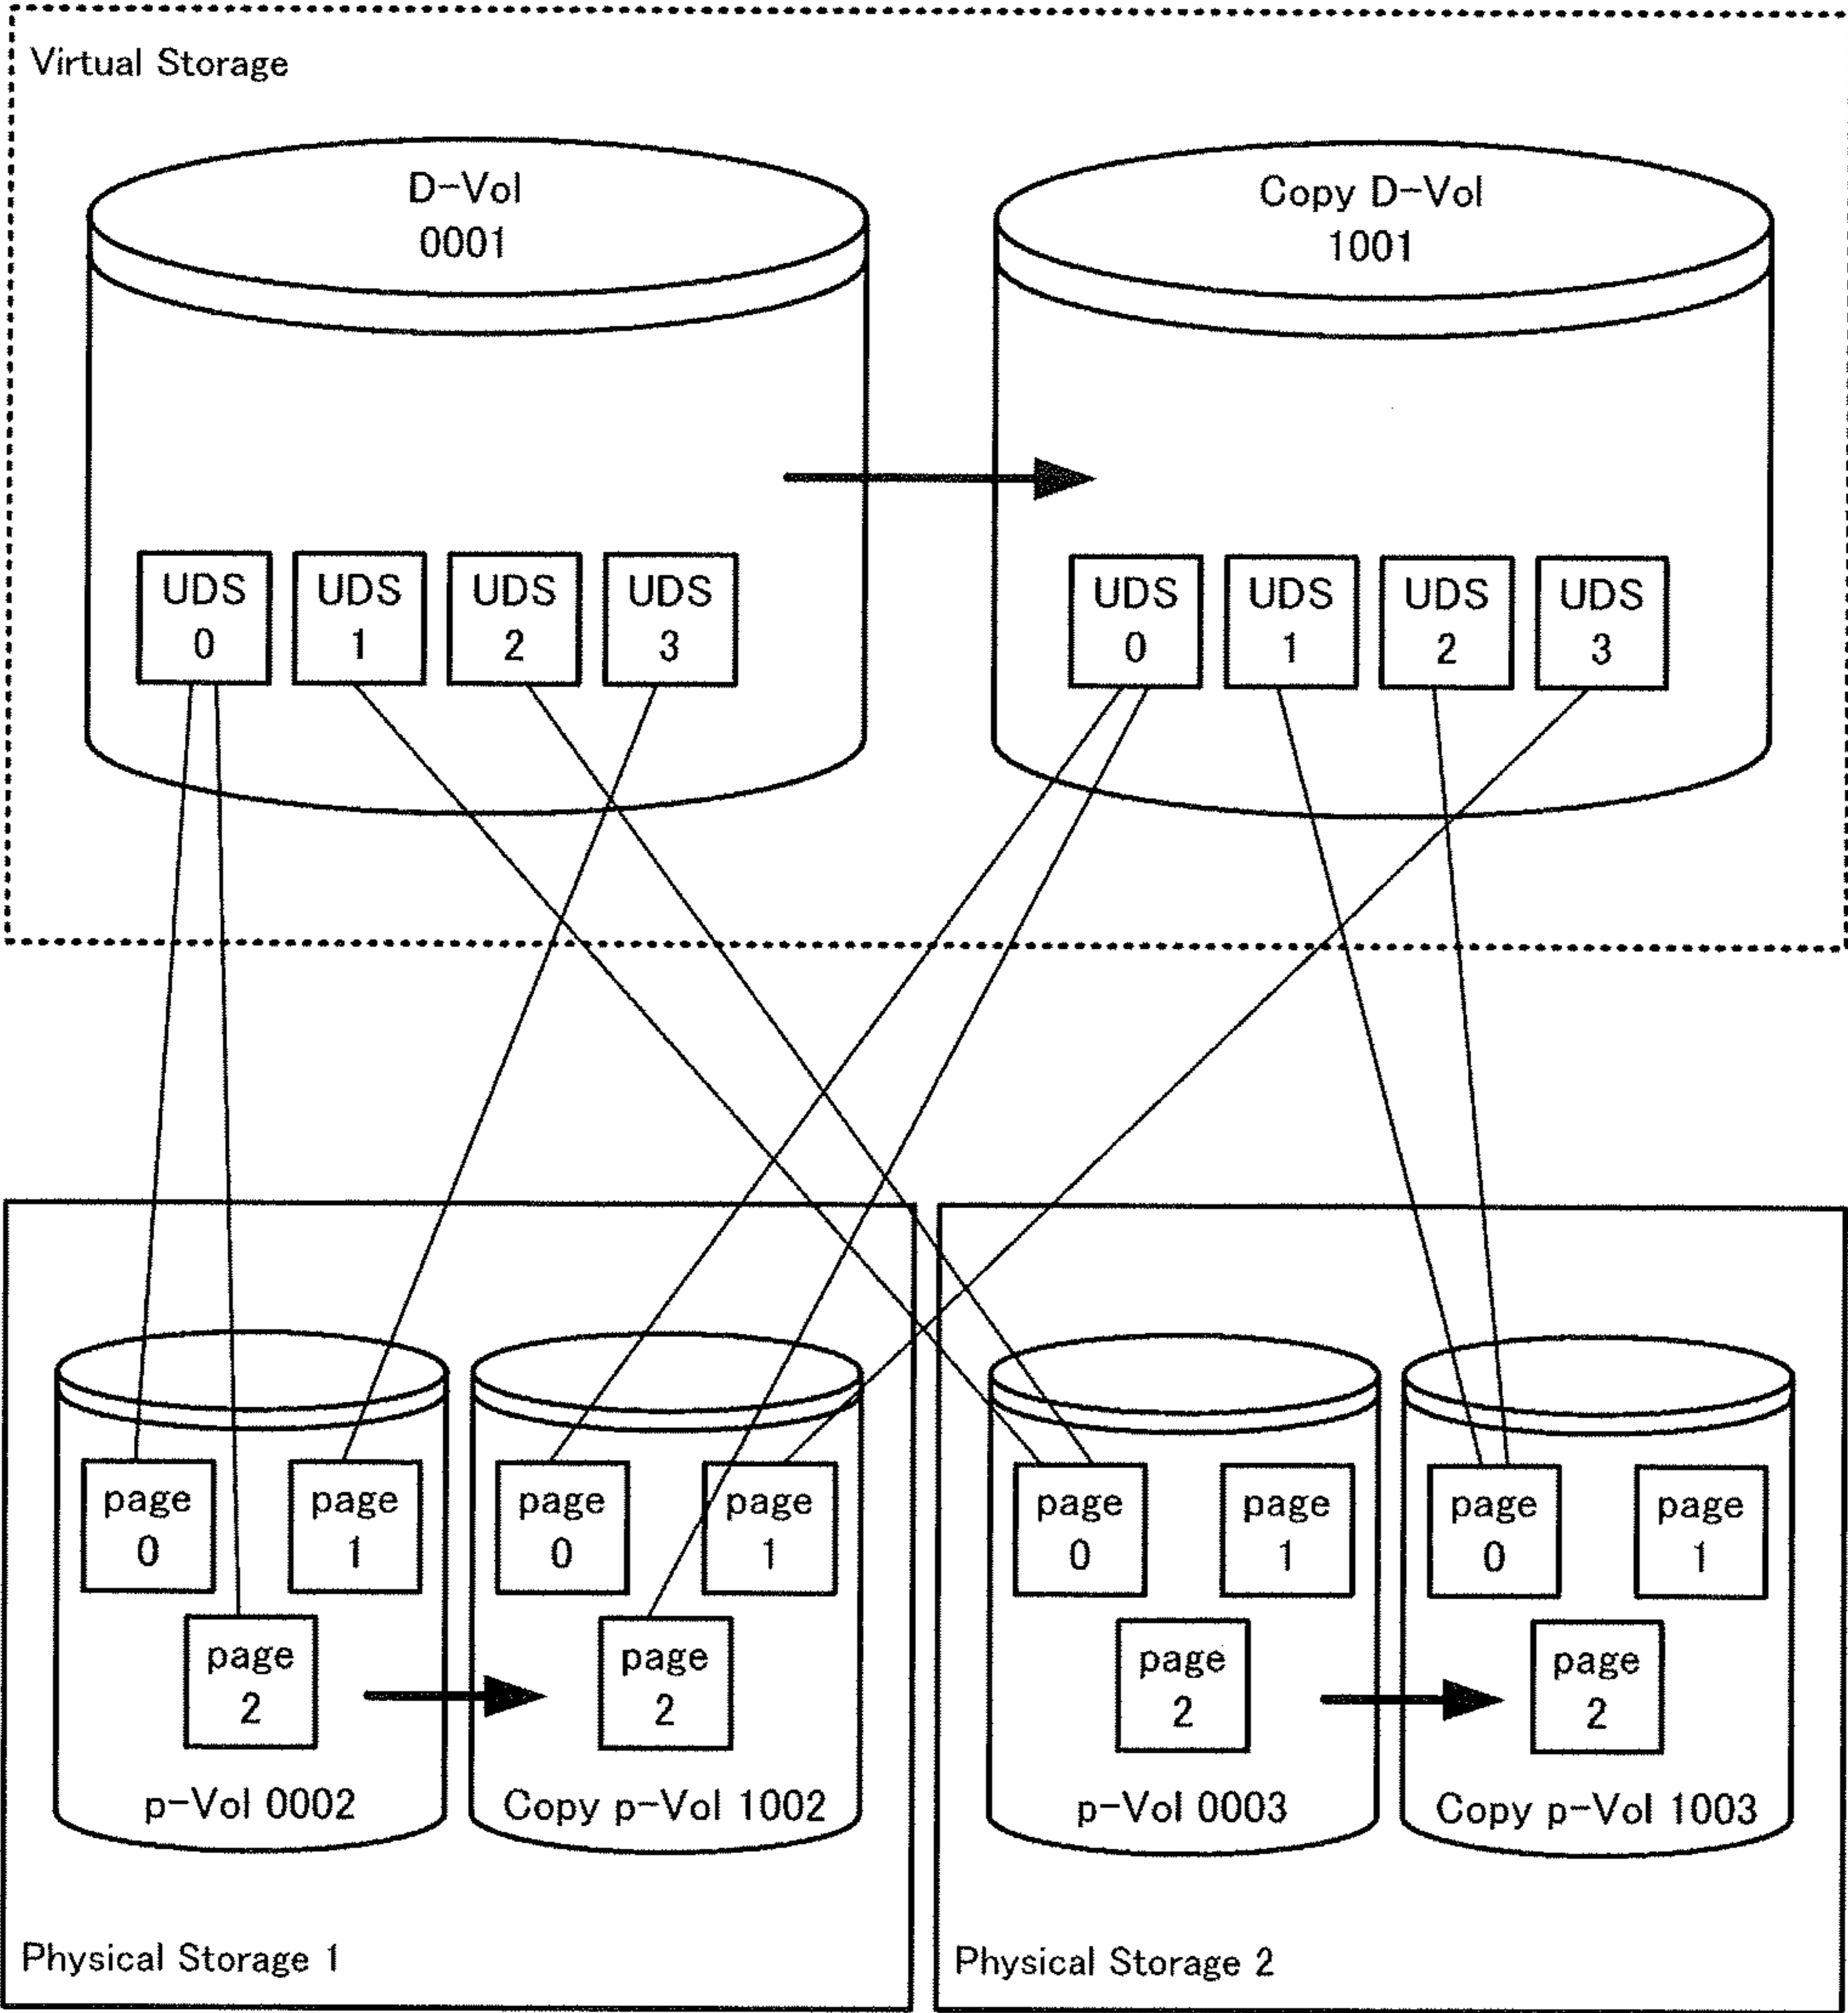 Virtual Storage
D-Vol
0001
Copy D-Vol
1001
UDS
0
UDS
1
UDS
2
UDS
3
UDS
0
UDS
1
UDS
2
UDS
3
page
0
page
1
page
2
p-Vol 0002
page
0
page
1
page
2
Copy p-Vol 1002
Physical Storage 1
page
0
page
1
page
2
p-Vol 0003
page
0
page
1
page
2
Copy p-Vol 1003
Physical Storage 2